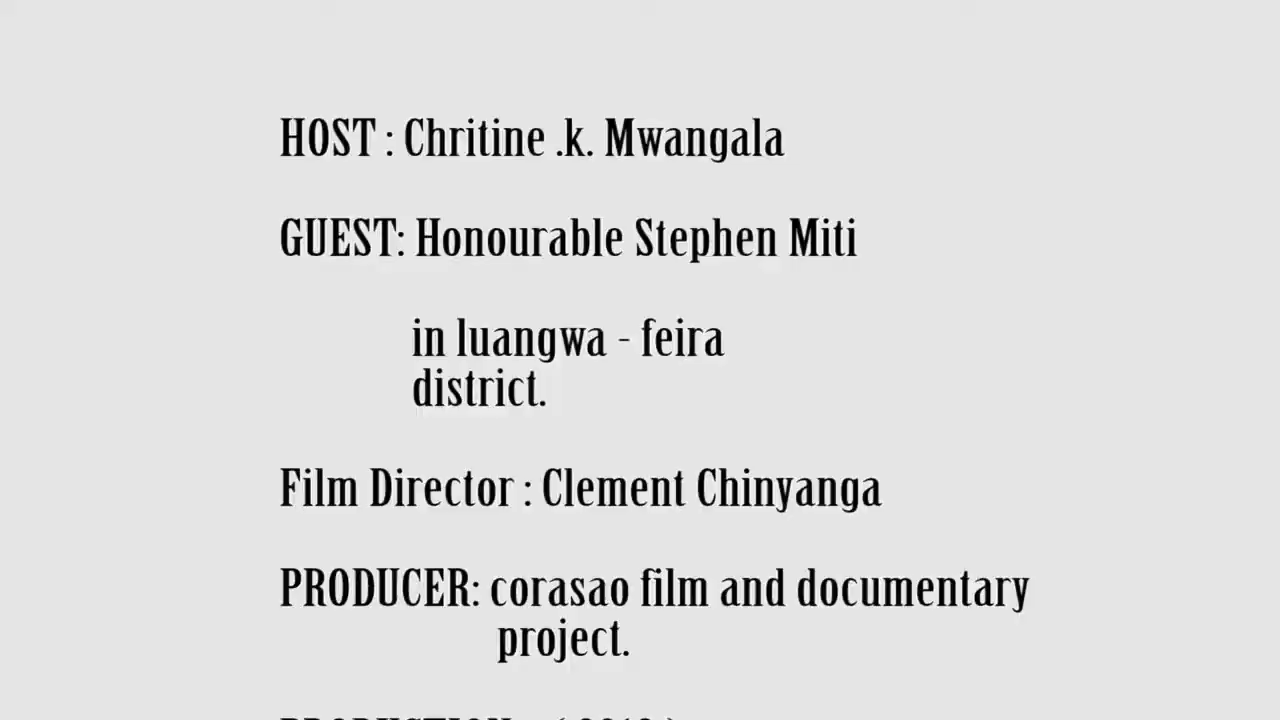 HOST : Chritine .k. Mwangala
GUEST: Honourable Stephen Miti
in luangwa - feira
district.
Film Director : Clement Chinyanga
PRODUCER: corasao film and documentary
project.